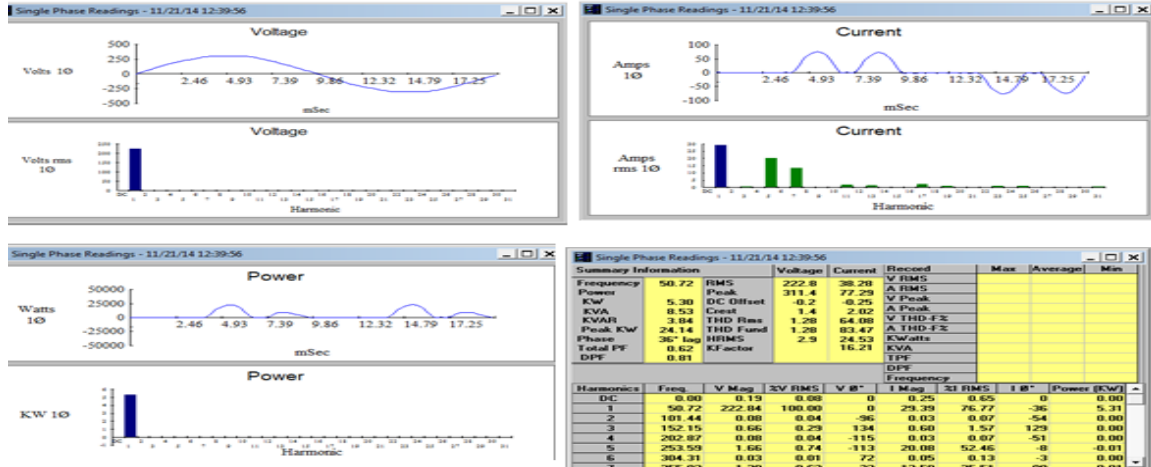 Single Phase Readings - 11/21/14 12:39:56
Voltage
500
250
0
-250
-500
Volts 1Ø
2.46 4.93 7.39 9.86 12.32 14.79 17.25
mSec
Voltage
Volts rms
1Ø
Harmonic
Single Phase Readings - 11/21/14 12:39:56
Current
100
50
0
-50
-100
Amps
1Ø
2.46 4.93 7.39 9.86 12.32 14.79 17.25
mSec
Current
Amps
rms 1Ø
Harmonic
Single Phase Readings - 11/21/14 12:39:56
Power
50000
25000
0
-25000
-50000
Watts
1Ø
2.46 4.93 7.39 9.86 12.32 14.79 17.25
mSec
Power
KW 1Ø
Harmonic
Single Phase Readings - 11/21/14 12:39:56
Summary Information Voltage Current Record Max Average Min
Frequency 50.72 RMS 222.8 38.28 V RMS
Power Peak 311.4 77.29 A RMS
KW 5.30 DC Offset -0.2 -0.25 V Peak
KVA 8.53 Crest 1.4 2.02 A Peak
KVAR 3.84 THD Rms 1.28 64.08 V THD-F%
Peak KW 24.14 THD Fund 1.28 83.47 A THD-F%
Phase 36° lag HRMS 2.9 24.53 KWatts
Total PF 0.62 KFactor 16.21 KVA
DPF 0.81 TPF
DPF
Frequency
Harmonics Freq. V Mag %V RMS V Ø° I Mag %I RMS I Ø° Power (KW)
DC 0.00 0.19 0.08 0 0.25 0.65 0 0.00
1 50.72 222.84 100.00 0 29.39 76.77 -36 5.31
2 101.44 0.08 0.04 -96 0.03 0.07 -54 0.00
3 152.15 0.66 0.29 134 0.60 1.57 129 0.00
4 202.87 0.08 0.04 -115 0.03 0.07 -51 0.00
5 253.59 1.66 0.74 -113 20.08 52.46 -8 -0.01
6 304.31 0.03 0.01 72 0.05 0.13 -3 0.00